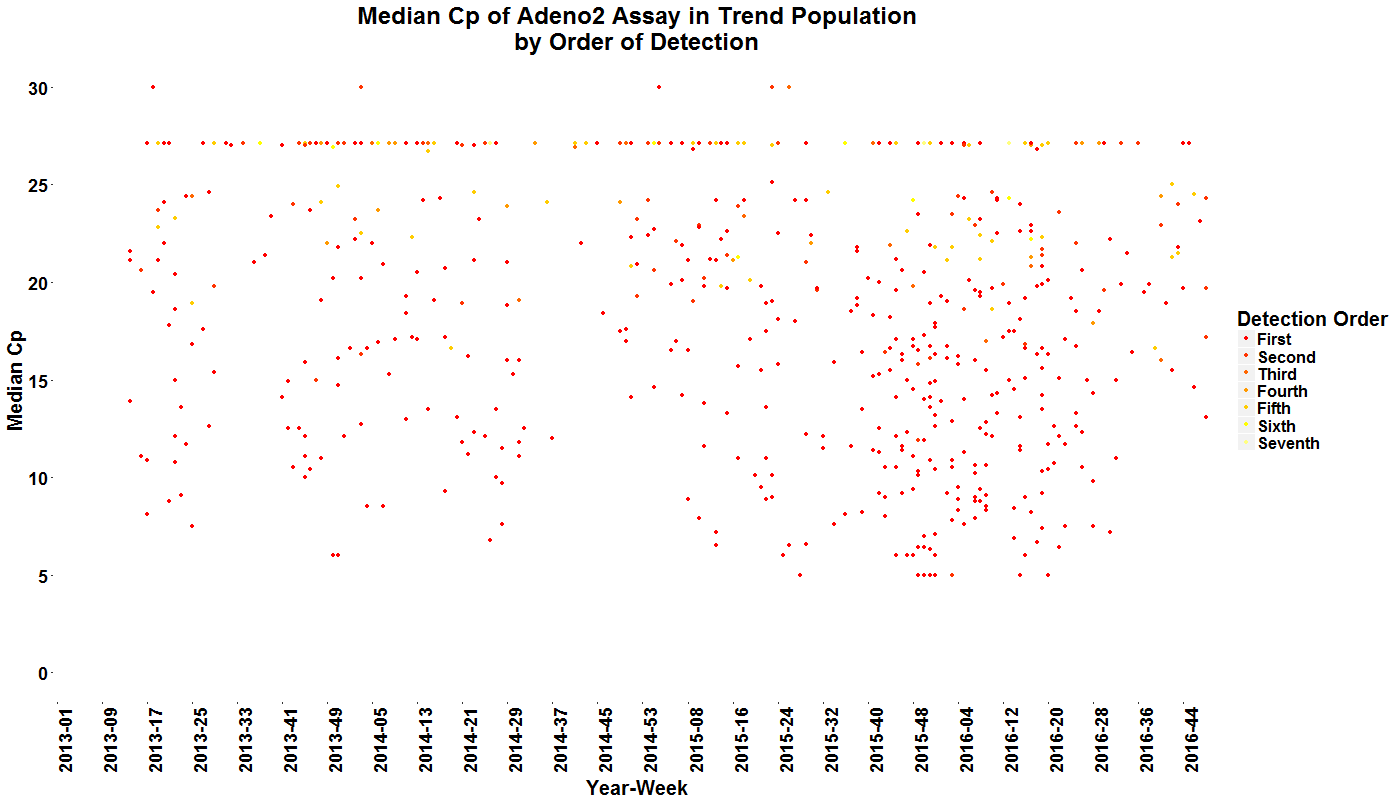 Median Cp of Adeno2 Assay in Trend Population
by Order of Detection
Median Cp
30
25
20
15
10
5
0
2013-01
2013-09
2013-17
2013-25
2013-33
2013-41
2013-49
2014-05
2014-13
2014-21
2014-29
2014-37
2014-45
2014-53
2015-08
2015-16
2015-24
2015-32
2015-40
2015-48
2016-04
2016-12
2016-20
2016-28
2016-36
2016-44
Year-Week
Detection Order
First
Second
Third
Fourth
Fifth
Sixth
Seventh